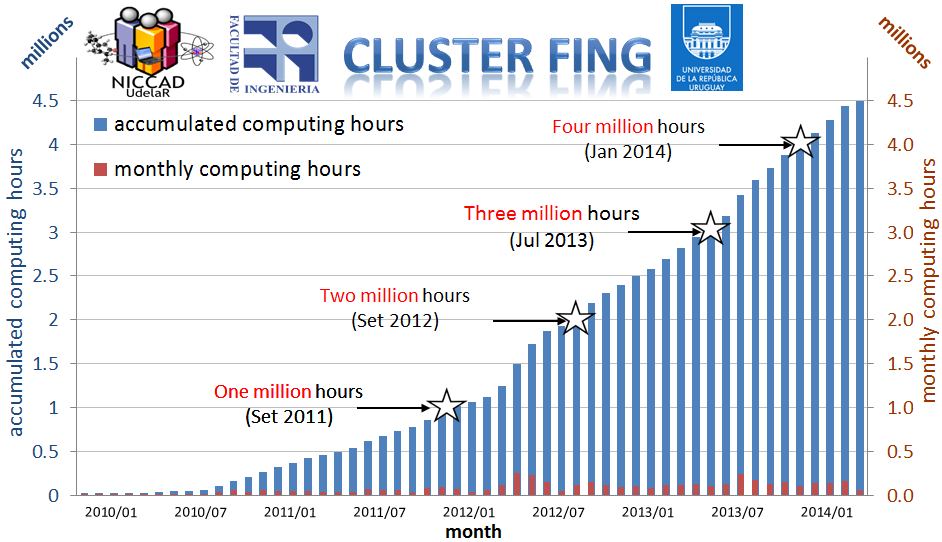 millions
NICCAD
UdelaR
FACULTAD DE
INGENIERIA
CLUSTER FING
UNIVERSIDAD
DE LA REPÚBLICA
URUGUAY
millions
accumulated computing hours
monthly computing hours
4.5
4
3.5
3
2.5
2
1.5
1
0.5
0
accumulated computing hours
Four million hours
(Jan 2014)
Three million hours
(Jul 2013)
Two million hours
(Set 2012)
One million hours
(Set 2011)
4.5
4.0
3.5
3.0
2.5
2.0
1.5
1.0
0.5
0.0
monthly computing hours
2010/01 2010/07 2011/01 2011/07 2012/01 2012/07 2013/01 2013/07 2014/01
month